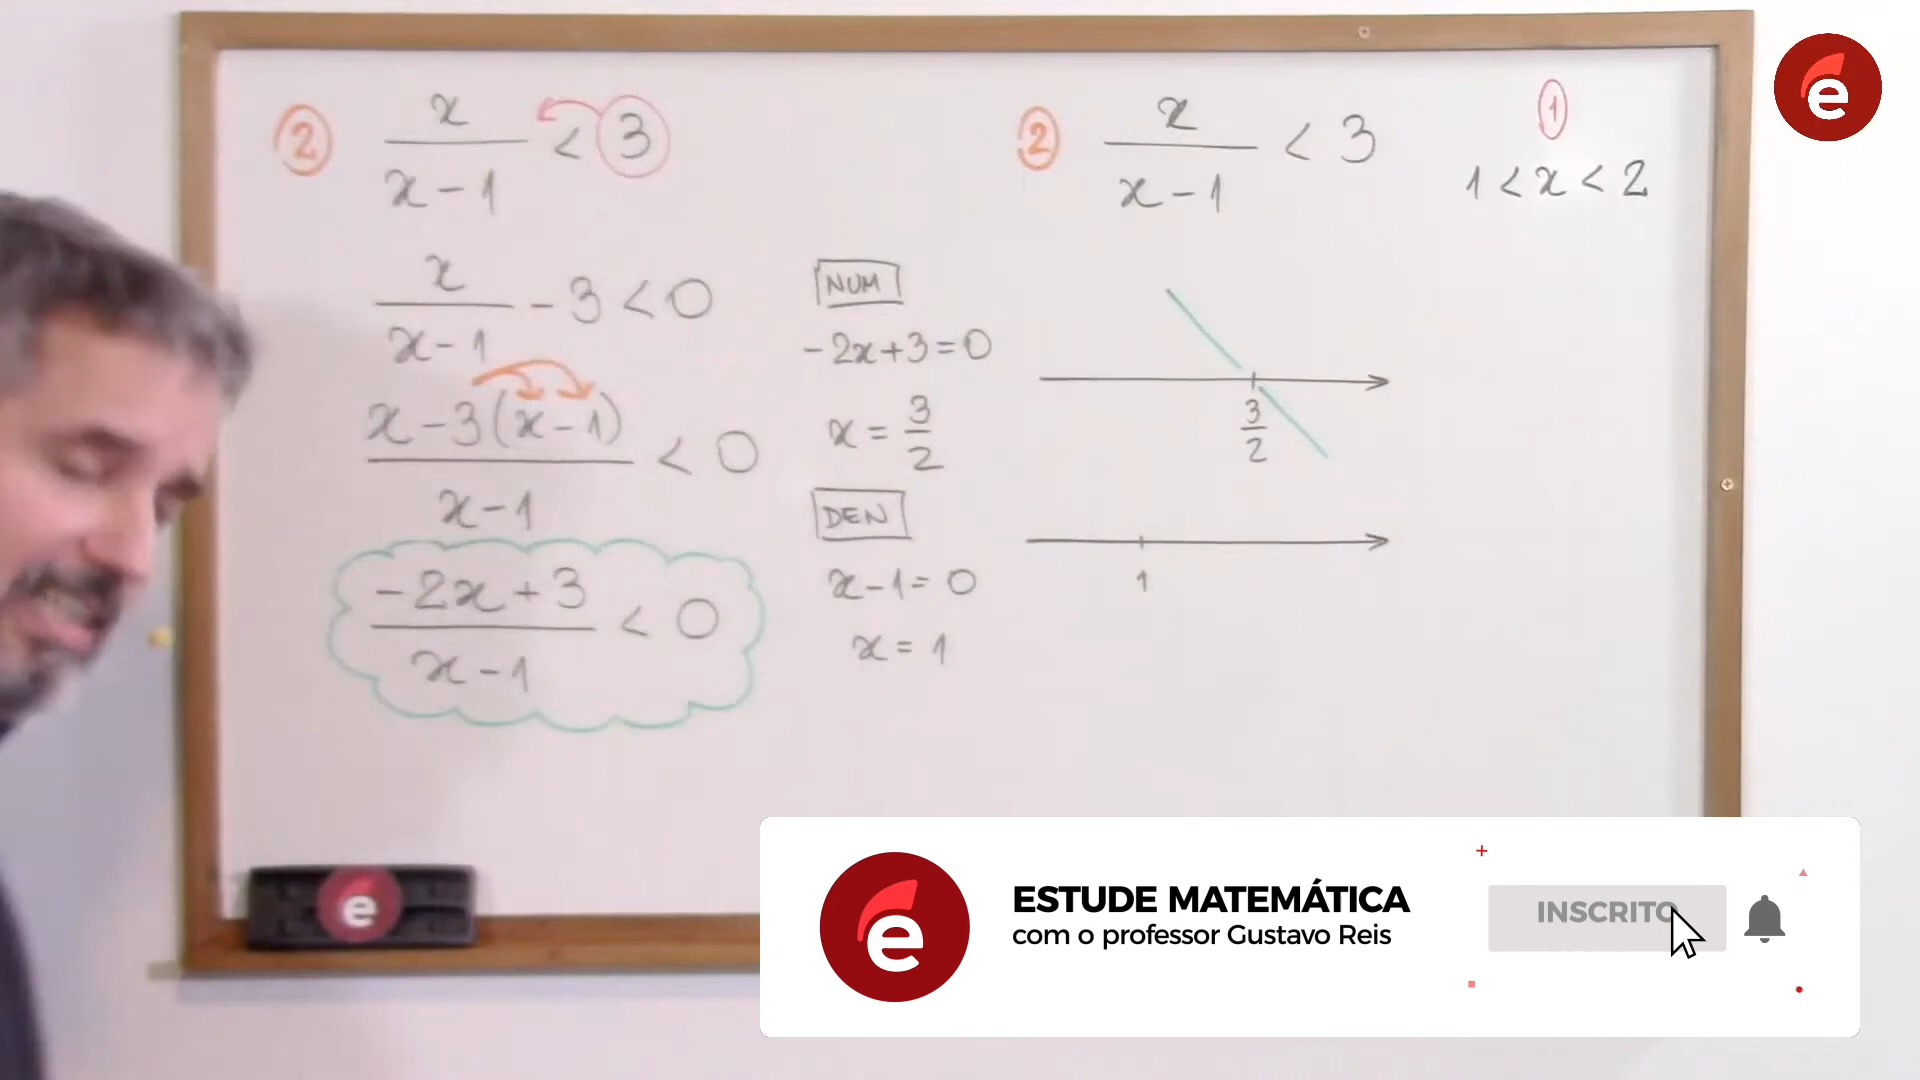 2 x/(x-1) < 3
x/(x-1) - 3 < 0
(x-3(x-1))/(x-1) < 0
(-2x+3)/(x-1) < 0
NUM
-2x+3=0
x = 3/2
DEN
x-1=0
x = 1
2 x/(x-1) < 3
1
1 < x < 2
3/2
1
e
e
e
ESTUDE MATEMÁTICA
com o professor Gustavo Reis
INSCRITO